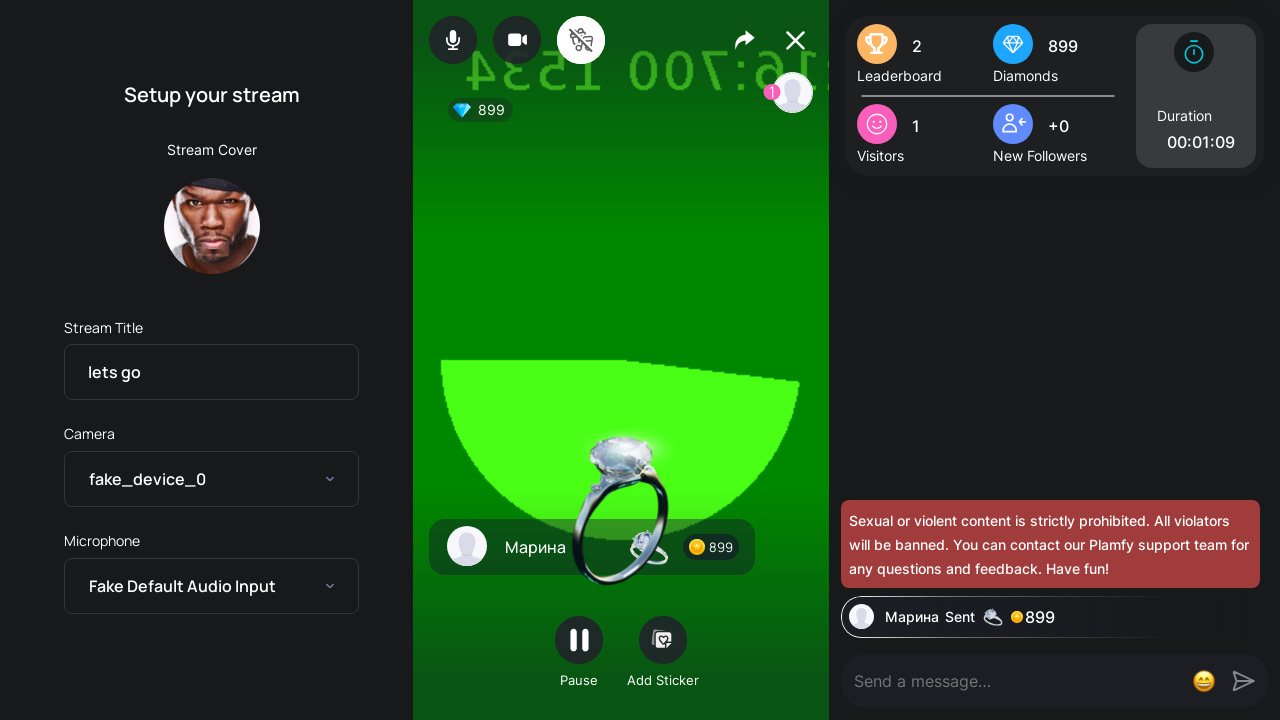 Setup your stream
Stream Cover
Stream Title
lets go
Camera
fake_device_0
Microphone
Fake Default Audio Input
899
1
Марина
899
Pause
Add Sticker
2
Leaderboard
899
Diamonds
1
Visitors
+0
New Followers
Duration
00:01:09
Sexual or violent content is strictly prohibited. All violators
will be banned. You can contact our Plamfy support team for
any questions and feedback. Have fun!
Марина Sent 899
Send a message...